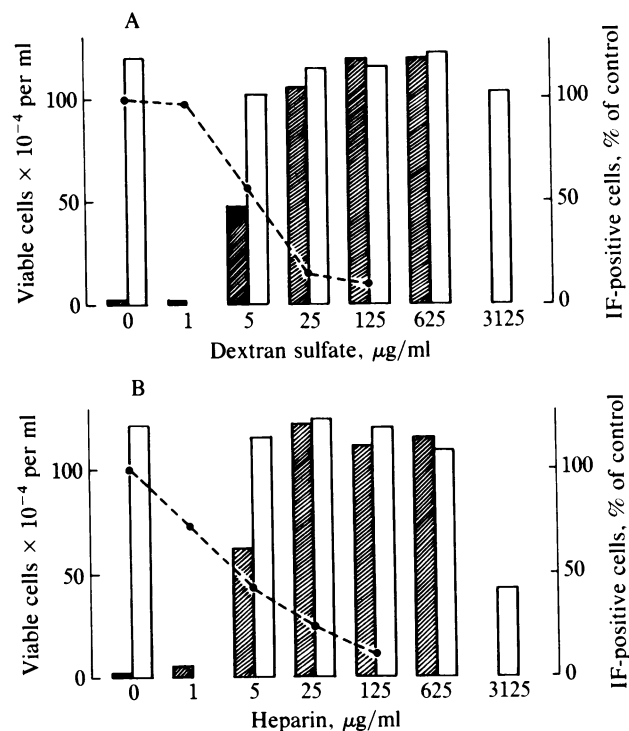 A
Viable cells × 10⁻⁴ per ml
100
50
0
IF-positive cells, % of control
100
50
0
0 1 5 25 125 625 3125
Dextran sulfate, μg/ml
B
Viable cells × 10⁻⁴ per ml
100
50
0
IF-positive cells, % of control
100
50
0
0 1 5 25 125 625 3125
Heparin, μg/ml